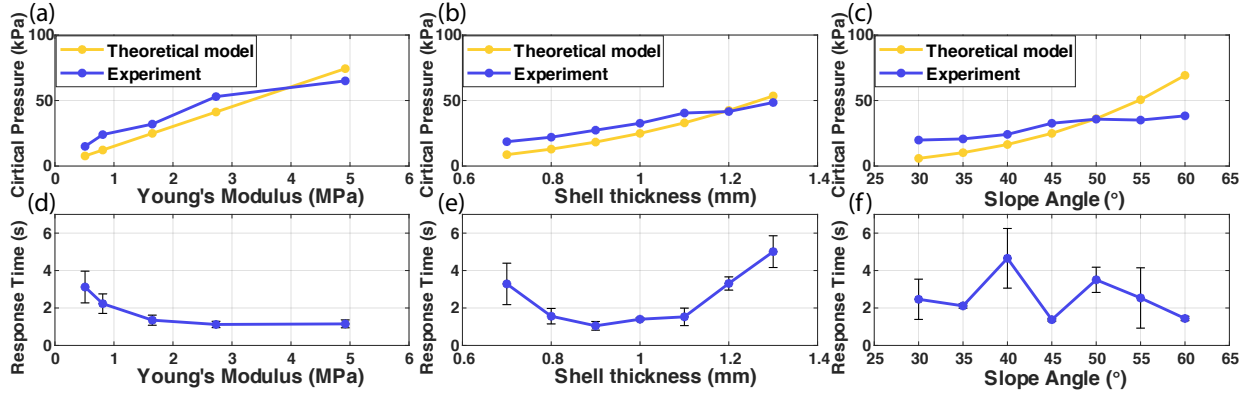 (a)
Cirtical Pressure (kPa)
100
50
0
Theoretical model
Experiment
0 1 2 3 4 5 6
Young's Modulus (MPa)
(b)
Cirtical Pressure (kPa)
100
50
0
Theoretical model
Experiment
0.6 0.8 1 1.2 1.4
Shell thickness (mm)
(c)
Cirtical Pressure (kPa)
100
50
0
Theoretical model
Experiment
25 30 35 40 45 50 55 60 65
Slope Angle (°)
(d)
Response Time (s)
6
4
2
0
0 1 2 3 4 5 6
Young's Modulus (MPa)
(e)
Response Time (s)
6
4
2
0
0.6 0.8 1 1.2 1.4
Shell thickness (mm)
(f)
Response Time (s)
6
4
2
0
25 30 35 40 45 50 55 60 65
Slope Angle (°)